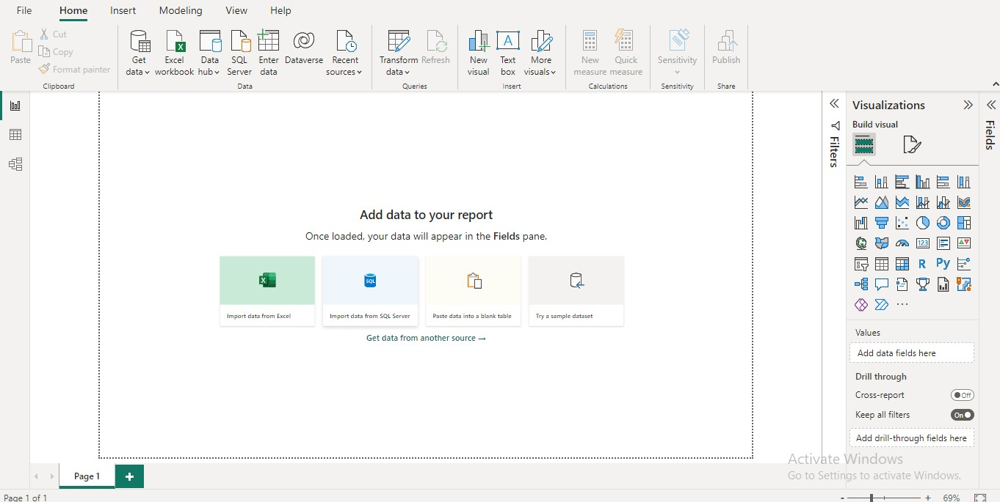 File Home Insert Modeling View Help
Paste
Cut
Copy
Format painter
Clipboard
Get data
Excel workbook
Data hub
SQL Server
Enter data
Dataverse
Recent sources
Data
Transform data
Refresh
Queries
New visual
Text box
More visuals
Insert
New measure
Quick measure
Calculations
Sensitivity
Sensitivity
Publish
Share
Add data to your report
Once loaded, your data will appear in the Fields pane.
Import data from Excel
SQL
Import data from SQL Server
Paste data into a blank table
Try a sample dataset
Get data from another source →
Filters
Visualizations
Build visual
123
R
Py
Values
Add data fields here
Drill through
Cross-report Off
Keep all filters On
Add drill-through fields here
Fields
Activate Windows
Go to Settings to activate Windows.
Page 1
Page 1 of 1
- + 69%